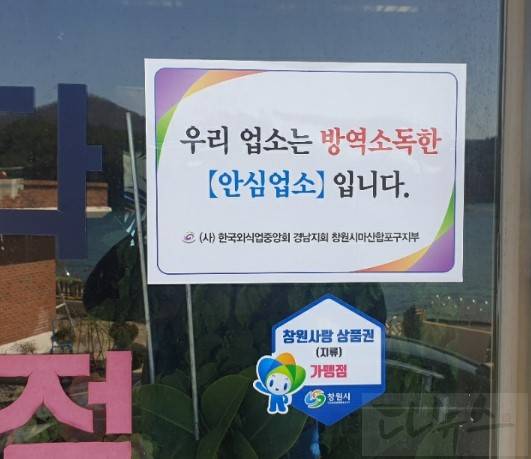 우리 업소는 방역소독한
【안심업소】입니다.
(사) 한국외식업중앙회 경남지회 창원시마산합포구지부
창원사랑 상품권
(지류)
가맹점
창원시
다
점